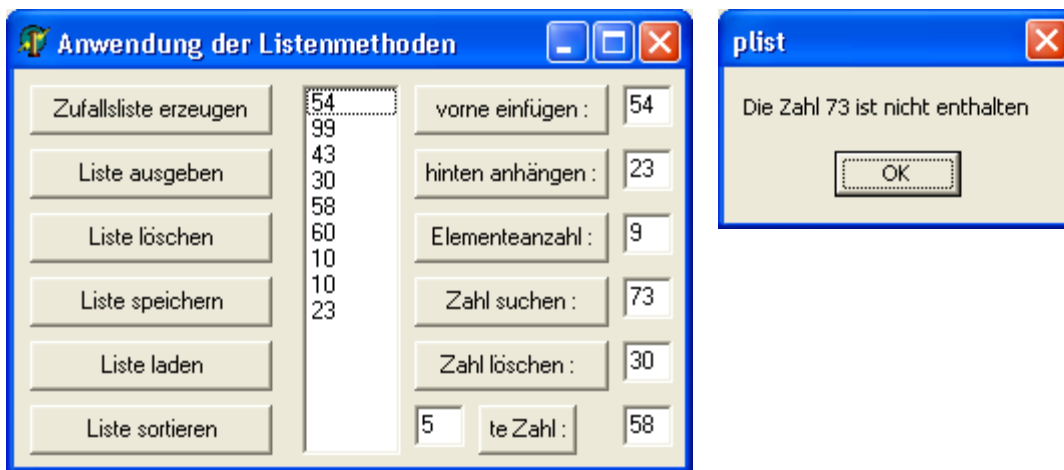 Anwendung der Listenmethoden
Zufallsliste erzeugen
Liste ausgeben
Liste löschen
Liste speichern
Liste laden
Liste sortieren
54
99
43
30
58
60
10
10
23
vorne einfügen : 54
hinten anhängen : 23
Elementeanzahl : 9
Zahl suchen : 73
Zahl löschen : 30
5 te Zahl : 58
plist
Die Zahl 73 ist nicht enthalten
OK